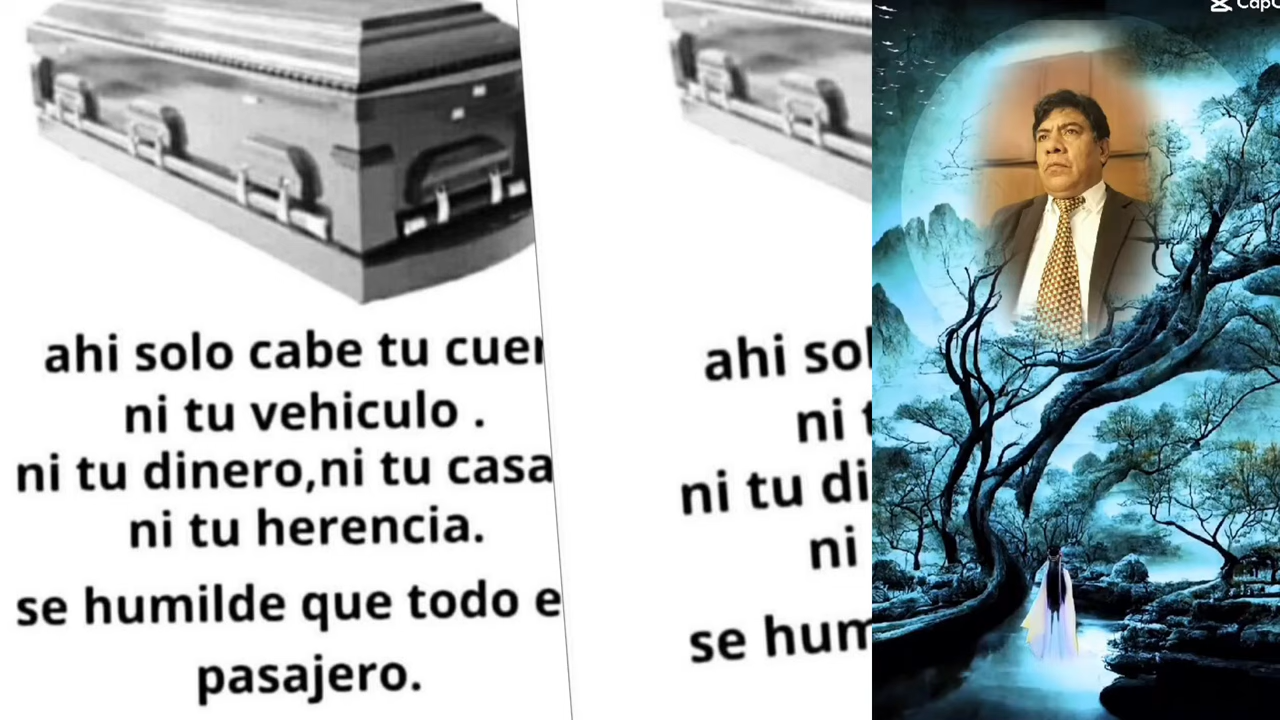 ahi solo cabe tu
ni tu vehiculo .
ni tu dinero,ni tu casa
ni tu herencia.
se humilde que todo e
pasajero.
ahi sol
ni t
ni tu di
ni
se hum
CapC